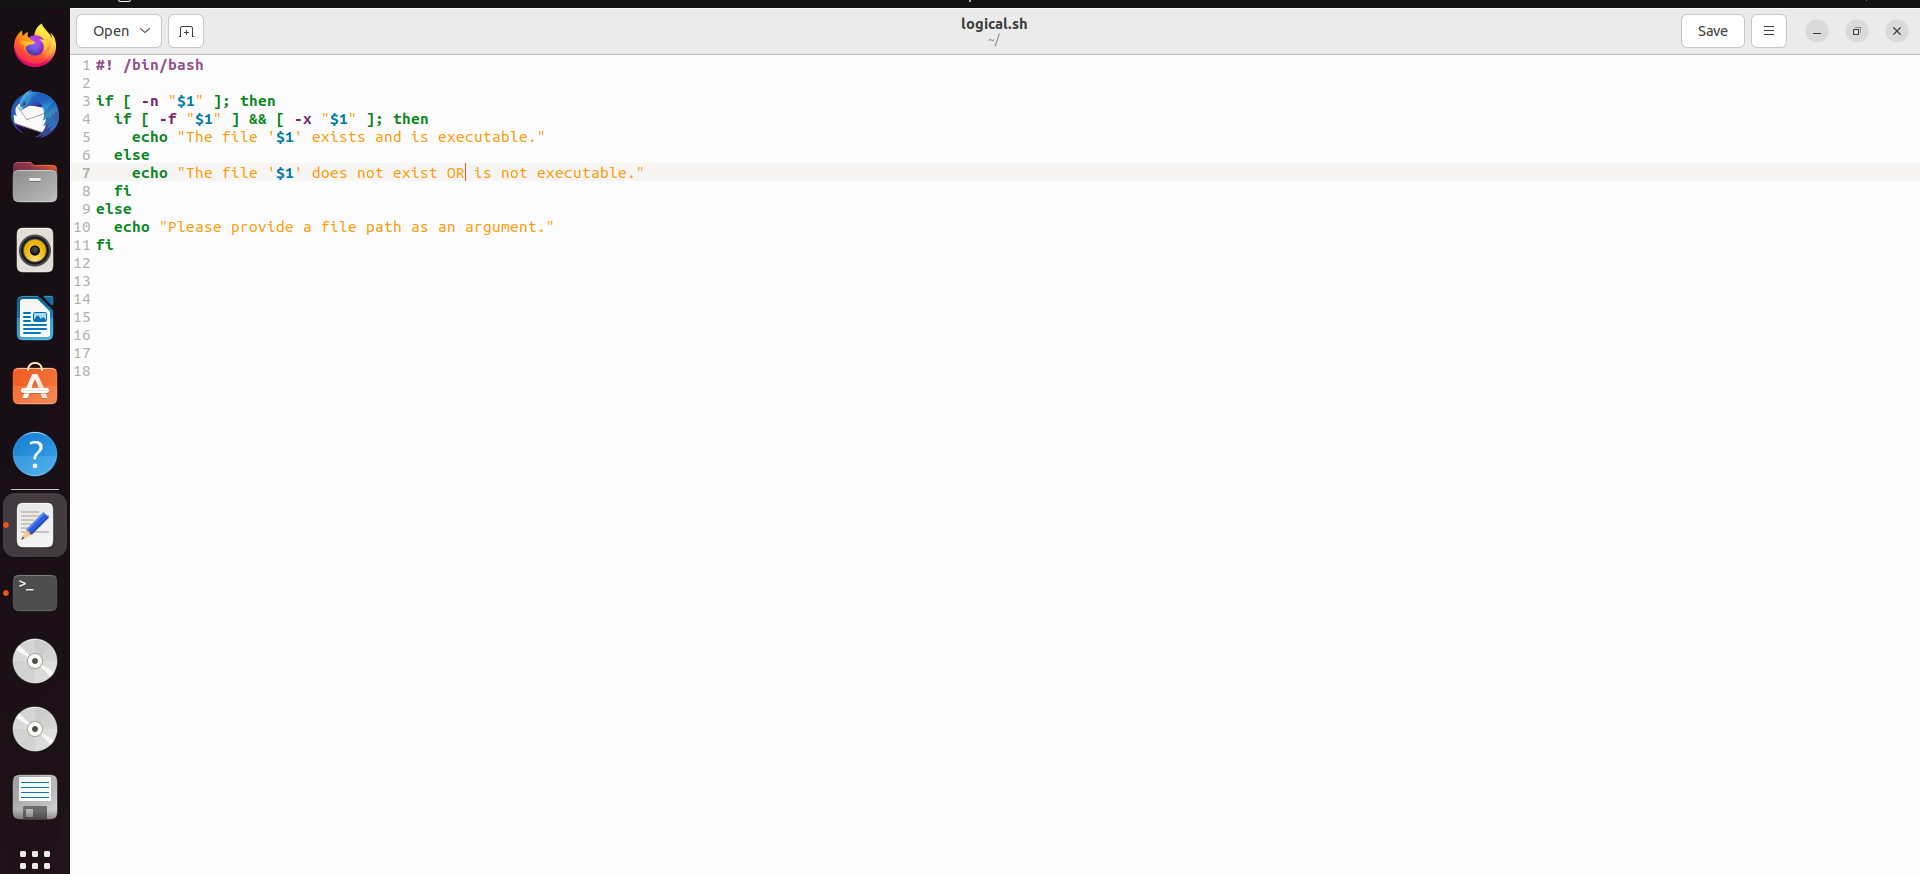 Open
logical.sh
~/
Save
1 #! /bin/bash
2
3 if [ -n "$1" ]; then
4   if [ -f "$1" ] && [ -x "$1" ]; then
5     echo "The file '$1' exists and is executable."
6   else
7     echo "The file '$1' does not exist OR is not executable."
8   fi
9 else
10   echo "Please provide a file path as an argument."
11 fi
12
13
14
15
16
17
18
>_